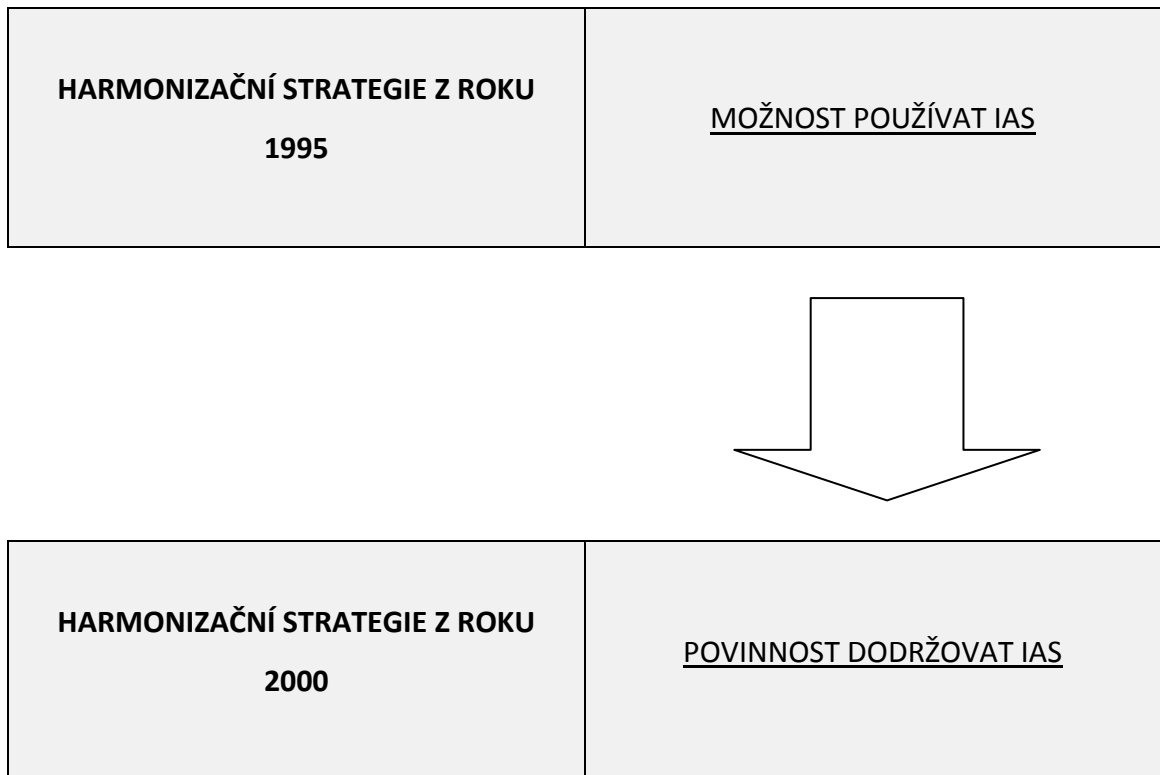 HARMONIZAČNÍ STRATEGIE Z ROKU
1995
MOŽNOST POUŽÍVAT IAS
HARMONIZAČNÍ STRATEGIE Z ROKU
2000
POVINNOST DODRŽOVAT IAS